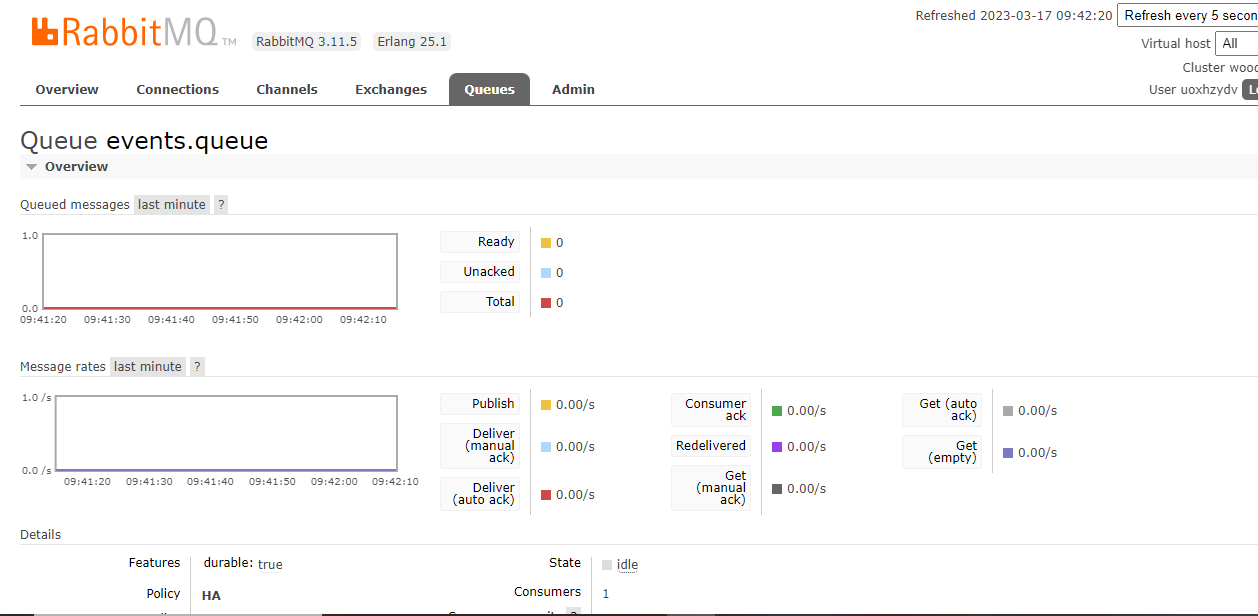 Refreshed 2023-03-17 09:42:20 Refresh every 5 secon
RabbitMQ TM RabbitMQ 3.11.5 Erlang 25.1
Virtual host All
Cluster wood
User uoxhzydv Lo
Overview Connections Channels Exchanges Queues Admin
Queue events.queue
Overview
Queued messages last minute ?
1.0
0.0
09:41:20 09:41:30 09:41:40 09:41:50 09:42:00 09:42:10
Ready 0
Unacked 0
Total 0
Message rates last minute ?
1.0 /s
0.0 /s
09:41:20 09:41:30 09:41:40 09:41:50 09:42:00 09:42:10
Publish 0.00/s
Deliver
(manual
ack)
0.00/s
Deliver
(auto ack)
0.00/s
Consumer
ack
0.00/s
Redelivered 0.00/s
Get
(manual
ack)
0.00/s
Get (auto
ack)
0.00/s
Get
(empty)
0.00/s
Details
Features durable: true
Policy HA
State idle
Consumers 1